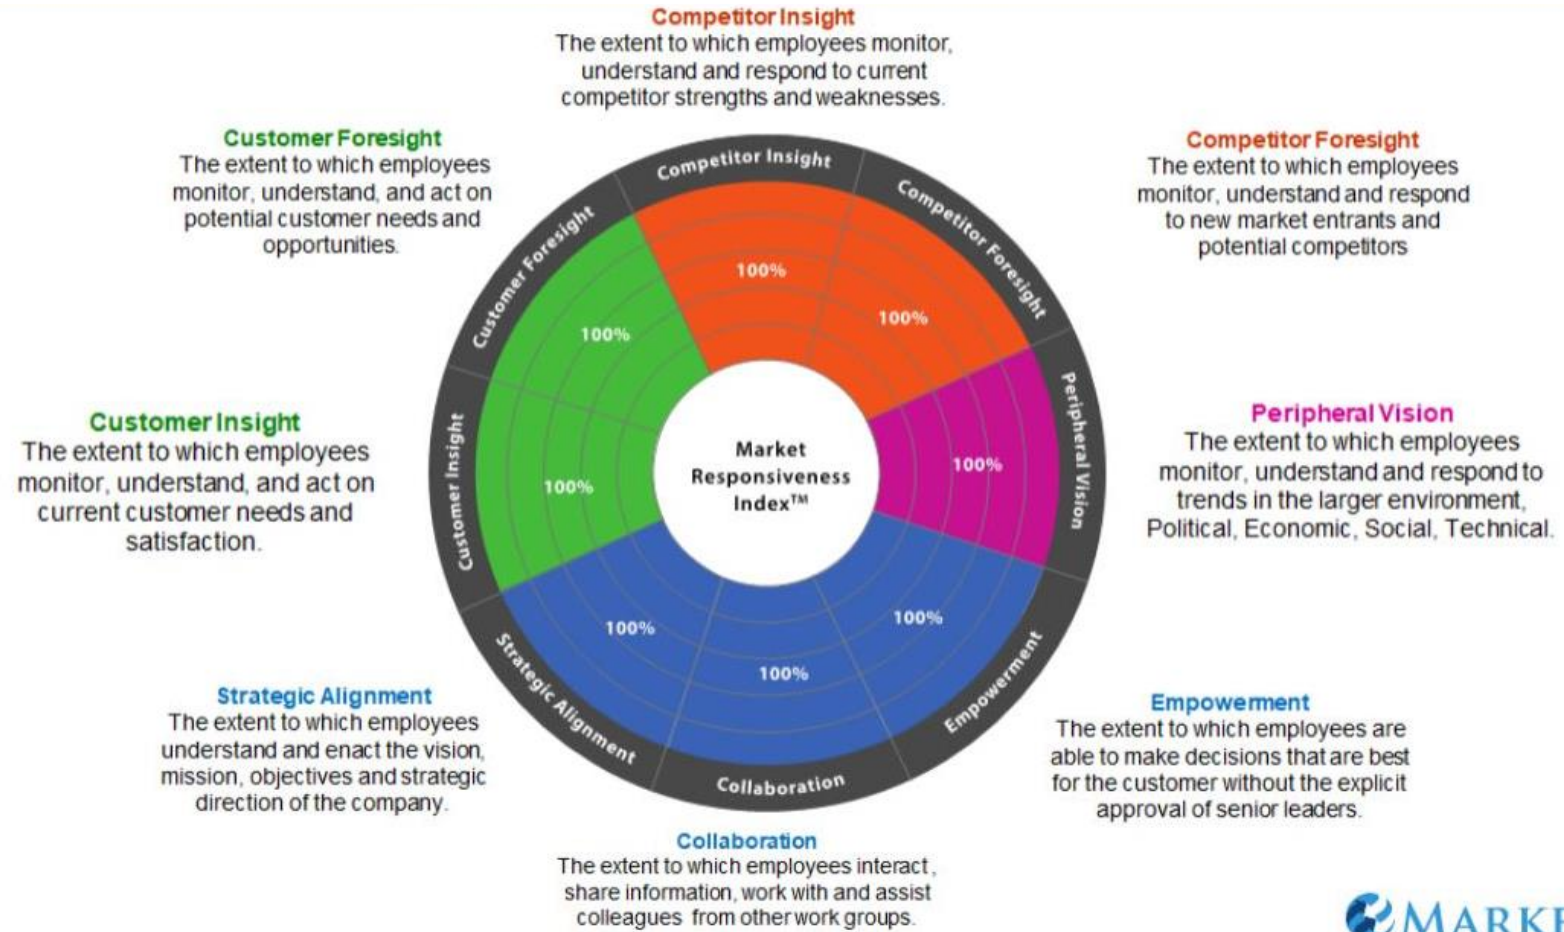 Competitor Insight
The extent to which employees monitor,
understand and respond to current
competitor strengths and weaknesses.
Customer Foresight
The extent to which employees
monitor, understand, and act on
potential customer needs and
opportunities.
Competitor Foresight
The extent to which employees
monitor, understand and respond
to new market entrants and
potential competitors
Customer Insight
The extent to which employees
monitor, understand, and act on
current customer needs and
satisfaction.
Peripheral Vision
The extent to which employees
monitor, understand and respond to
trends in the larger environment,
Political, Economic, Social, Technical.
Strategic Alignment
The extent to which employees
understand and enact the vision,
mission, objectives and strategic
direction of the company.
Empowerment
The extent to which employees are
able to make decisions that are best
for the customer without the explicit
approval of senior leaders.
Collaboration
The extent to which employees interact,
share information, work with and assist
colleagues from other work groups.
Competitor Insight
Competitor Foresight
Peripheral Vision
Empowerment
Collaboration
Strategic Alignment
Customer Insight
Customer Foresight
100%
100%
100%
100%
100%
100%
100%
100%
Market
Responsiveness
Index™
MARKE